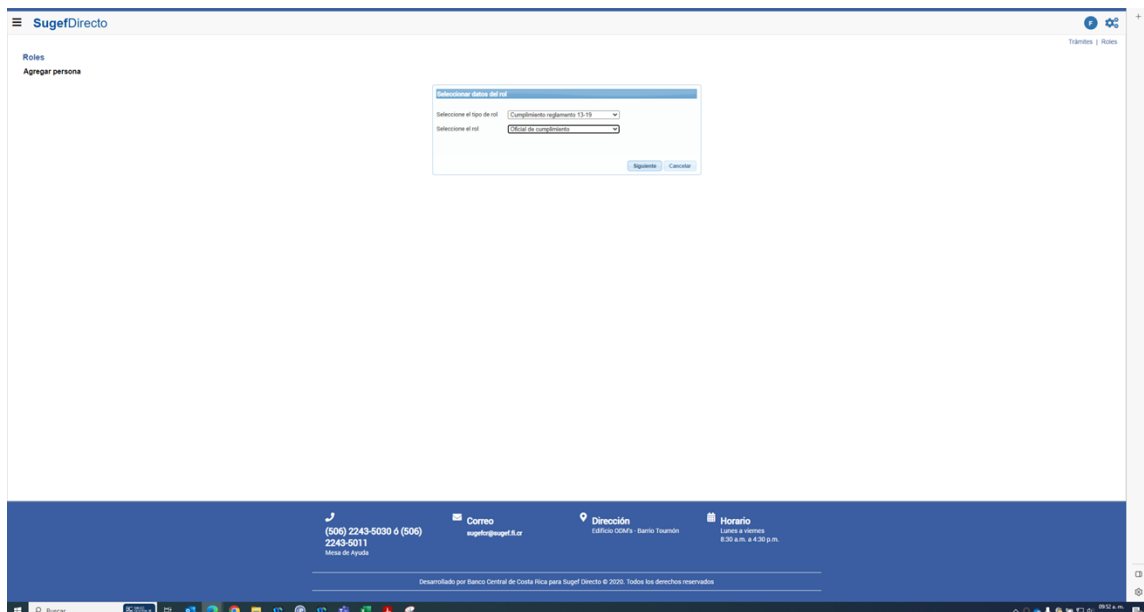 SugefDirecto
F
Trámites | Roles
Roles
Agregar persona
Seleccionar datos del rol
Seleccione el tipo de rol Cumplimiento reglamento 13-19
Seleccione el rol Oficial de cumplimiento
Siguiente Cancelar
(506) 2243-5030 ó (506) 2243-5011
Mesa de Ayuda
Correo
sugefcr@sugef.fi.cr
Dirección
Edificio ODM's - Barrio Tournón
Horario
Lunes a viernes
8:30 a.m. a 4:30 p.m.
Desarrollado por Banco Central de Costa Rica para Sugef Directo © 2020. Todos los derechos reservados
Buscar
09:52 a. m.